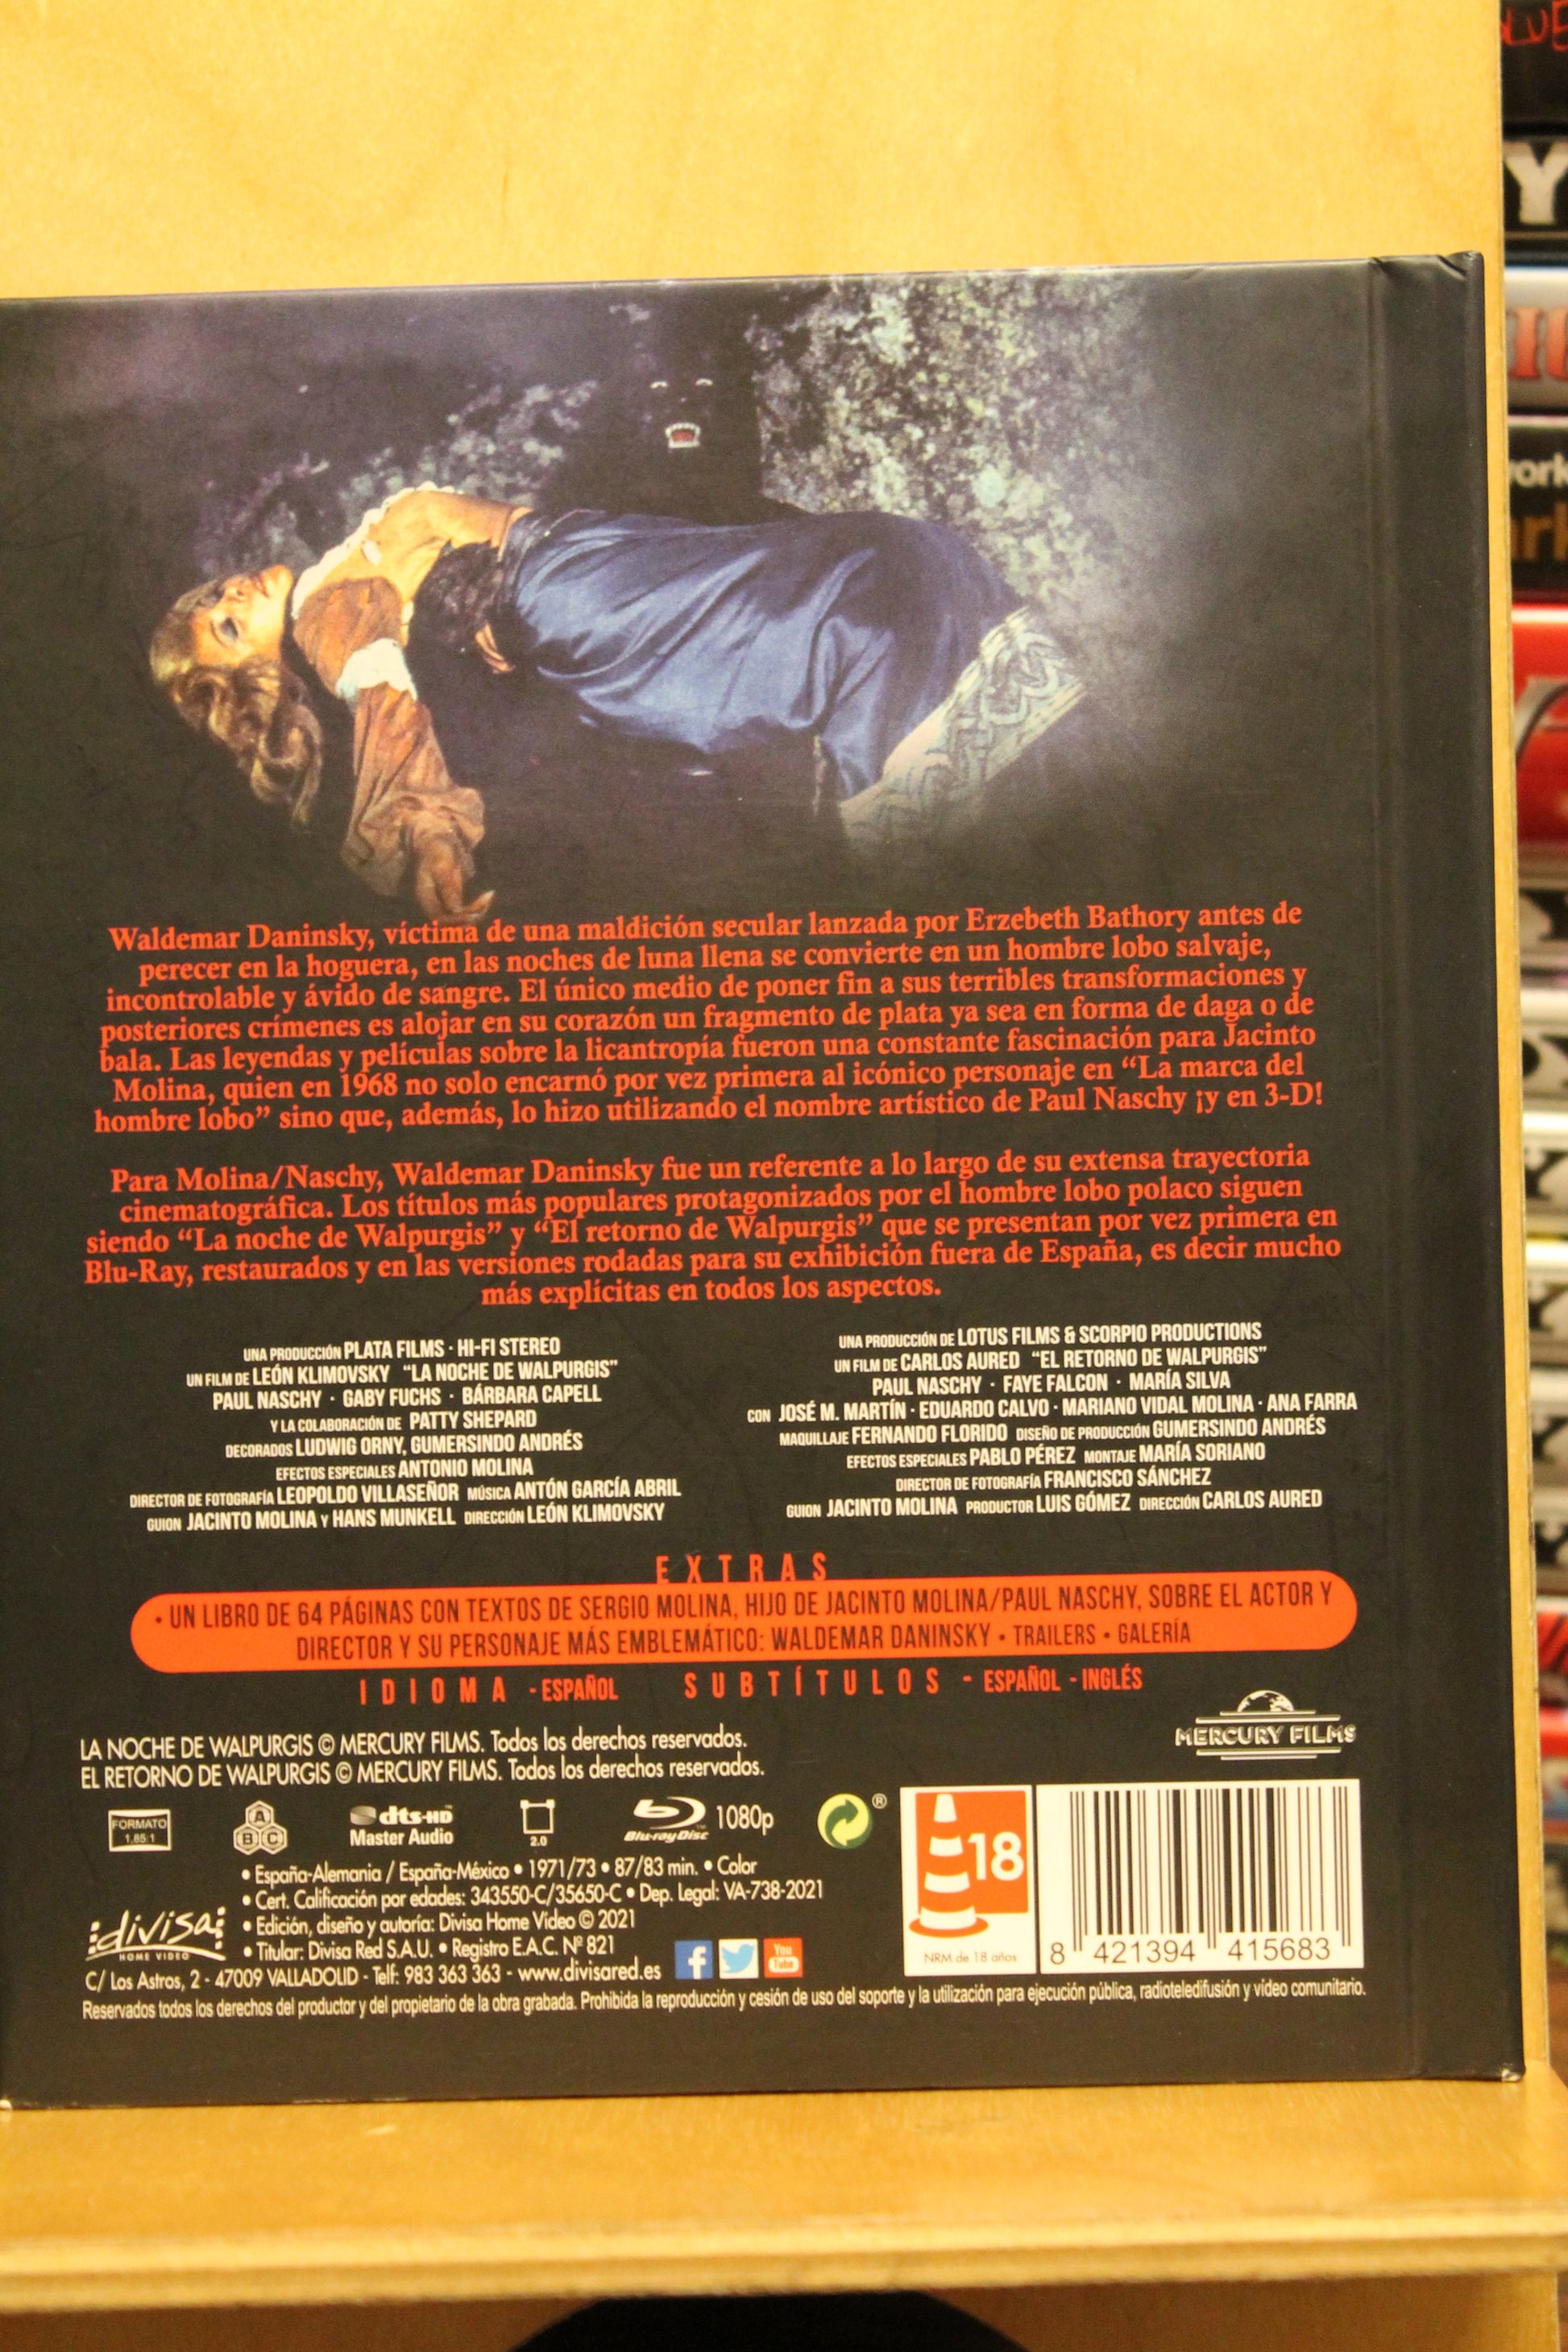 Waldemar Daninsky, víctima de una maldición secular lanzada por Erzebeth Bathory antes de
perecer en la hoguera, en las noches de luna llena se convierte en un hombre lobo salvaje,
incontrolable y ávido de sangre. El único medio de poner fin a sus terribles transformaciones y
posteriores crímenes es alojar en su corazón un fragmento de plata ya sea en forma de daga o de
bala. Las leyendas y películas sobre la licantropía fueron una constante fascinación para Jacinto
Molina, quien en 1968 no solo encarnó por vez primera al icónico personaje en “La marca del
hombre lobo” sino que, además, lo hizo utilizando el nombre artístico de Paul Naschy ¡y en 3-D!
Para Molina/Naschy, Waldemar Daninsky fue un referente a lo largo de su extensa trayectoria
cinematográfica. Los títulos más populares protagonizados por el hombre lobo polaco siguen
siendo “La noche de Walpurgis” y “El retorno de Walpurgis” que se presentan por vez primera en
Blu-Ray, restaurados y en las versiones rodadas para su exhibición fuera de España, es decir mucho
más explícitas en todos los aspectos.
UNA PRODUCCIÓN PLATA FILMS · HI-FI STEREO
UN FILM DE LEÓN KLIMOVSKY “LA NOCHE DE WALPURGIS”
PAUL NASCHY · GABY FUCHS · BÁRBARA CAPELL
Y LA COLABORACIÓN DE PATTY SHEPARD
DECORADOS LUDWIG ORNY, GUMERSINDO ANDRÉS
EFECTOS ESPECIALES ANTONIO MOLINA
DIRECTOR DE FOTOGRAFÍA LEOPOLDO VILLASEÑOR MÚSICA ANTÓN GARCÍA ABRIL
GUION JACINTO MOLINA Y HANS MUNKELL DIRECCIÓN LEÓN KLIMOVSKY
UNA PRODUCCIÓN DE LOTUS FILMS & SCORPIO PRODUCTIONS
UN FILM DE CARLOS AURED “EL RETORNO DE WALPURGIS”
PAUL NASCHY · FAYE FALCON · MARÍA SILVA
CON JOSÉ M. MARTÍN · EDUARDO CALVO · MARIANO VIDAL MOLINA · ANA FARRA
MAQUILLAJE FERNANDO FLORIDO DISEÑO DE PRODUCCIÓN GUMERSINDO ANDRÉS
EFECTOS ESPECIALES PABLO PÉREZ MONTAJE MARÍA SORIANO
DIRECTOR DE FOTOGRAFÍA FRANCISCO SÁNCHEZ
GUION JACINTO MOLINA PRODUCTOR LUIS GÓMEZ DIRECCIÓN CARLOS AURED
EXTRAS
• UN LIBRO DE 64 PÁGINAS CON TEXTOS DE SERGIO MOLINA, HIJO DE JACINTO MOLINA/PAUL NASCHY, SOBRE EL ACTOR Y
DIRECTOR Y SU PERSONAJE MÁS EMBLEMÁTICO: WALDEMAR DANINSKY • TRAILERS • GALERÍA
IDIOMA - ESPAÑOL SUBTÍTULOS - ESPAÑOL - INGLÉS
MERCURY FILMS
LA NOCHE DE WALPURGIS © MERCURY FILMS. Todos los derechos reservados.
EL RETORNO DE WALPURGIS © MERCURY FILMS. Todos los derechos reservados.
FORMATO
1.85:1
A
B C
dts-HD
Master Audio
2.0
Blu-ray Disc
1080p
®
18
NRM de 18 años
8 421394 415683
• España-Alemania / España-México • 1971/73 • 87/83 min. • Color
• Cert. Calificación por edades: 343550-C/35650-C • Dep. Legal: VA-738-2021
• Edición, diseño y autoría: Divisa Home Video © 2021
• Titular: Divisa Red S.A.U. • Registro E.A.C. Nº 821
divisa
HOME VIDEO
C/ Los Astros, 2 - 47009 VALLADOLID - Telf: 983 363 363 - www.divisared.es
f
You
Tube
Reservados todos los derechos del productor y del propietario de la obra grabada. Prohibida la reproducción y cesión de uso del soporte y la utilización para ejecución pública, radioteledifusión y vídeo comunitario.